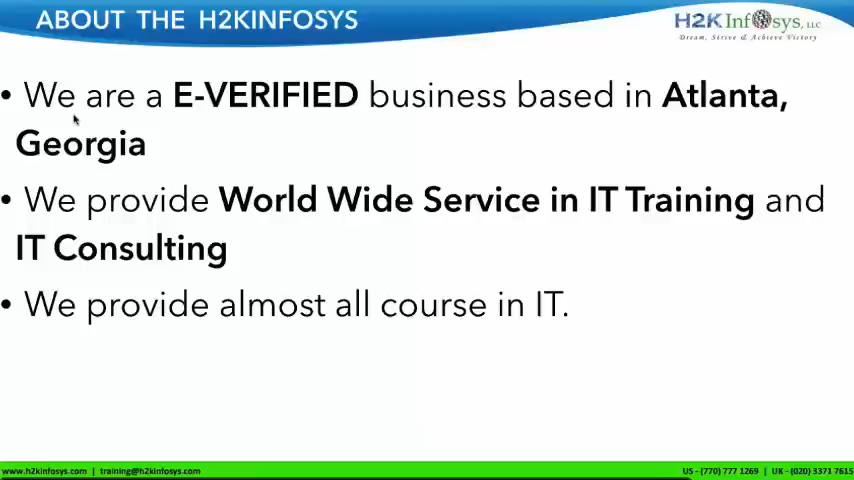 ABOUT THE H2KINFOSYS
H2K Infosys, LLC
Dream, Strive & Achieve Victory
• We are a E-VERIFIED business based in Atlanta,
Georgia
• We provide World Wide Service in IT Training and
IT Consulting
• We provide almost all course in IT.
www.h2kinfosys.com | training@h2kinfosys.com
US - (770) 777 1269 | UK - (020) 3371 7615